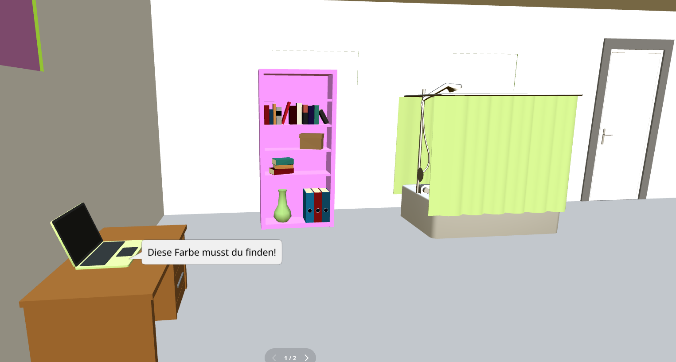 Diese Farbe musst du finden!
1 / 2